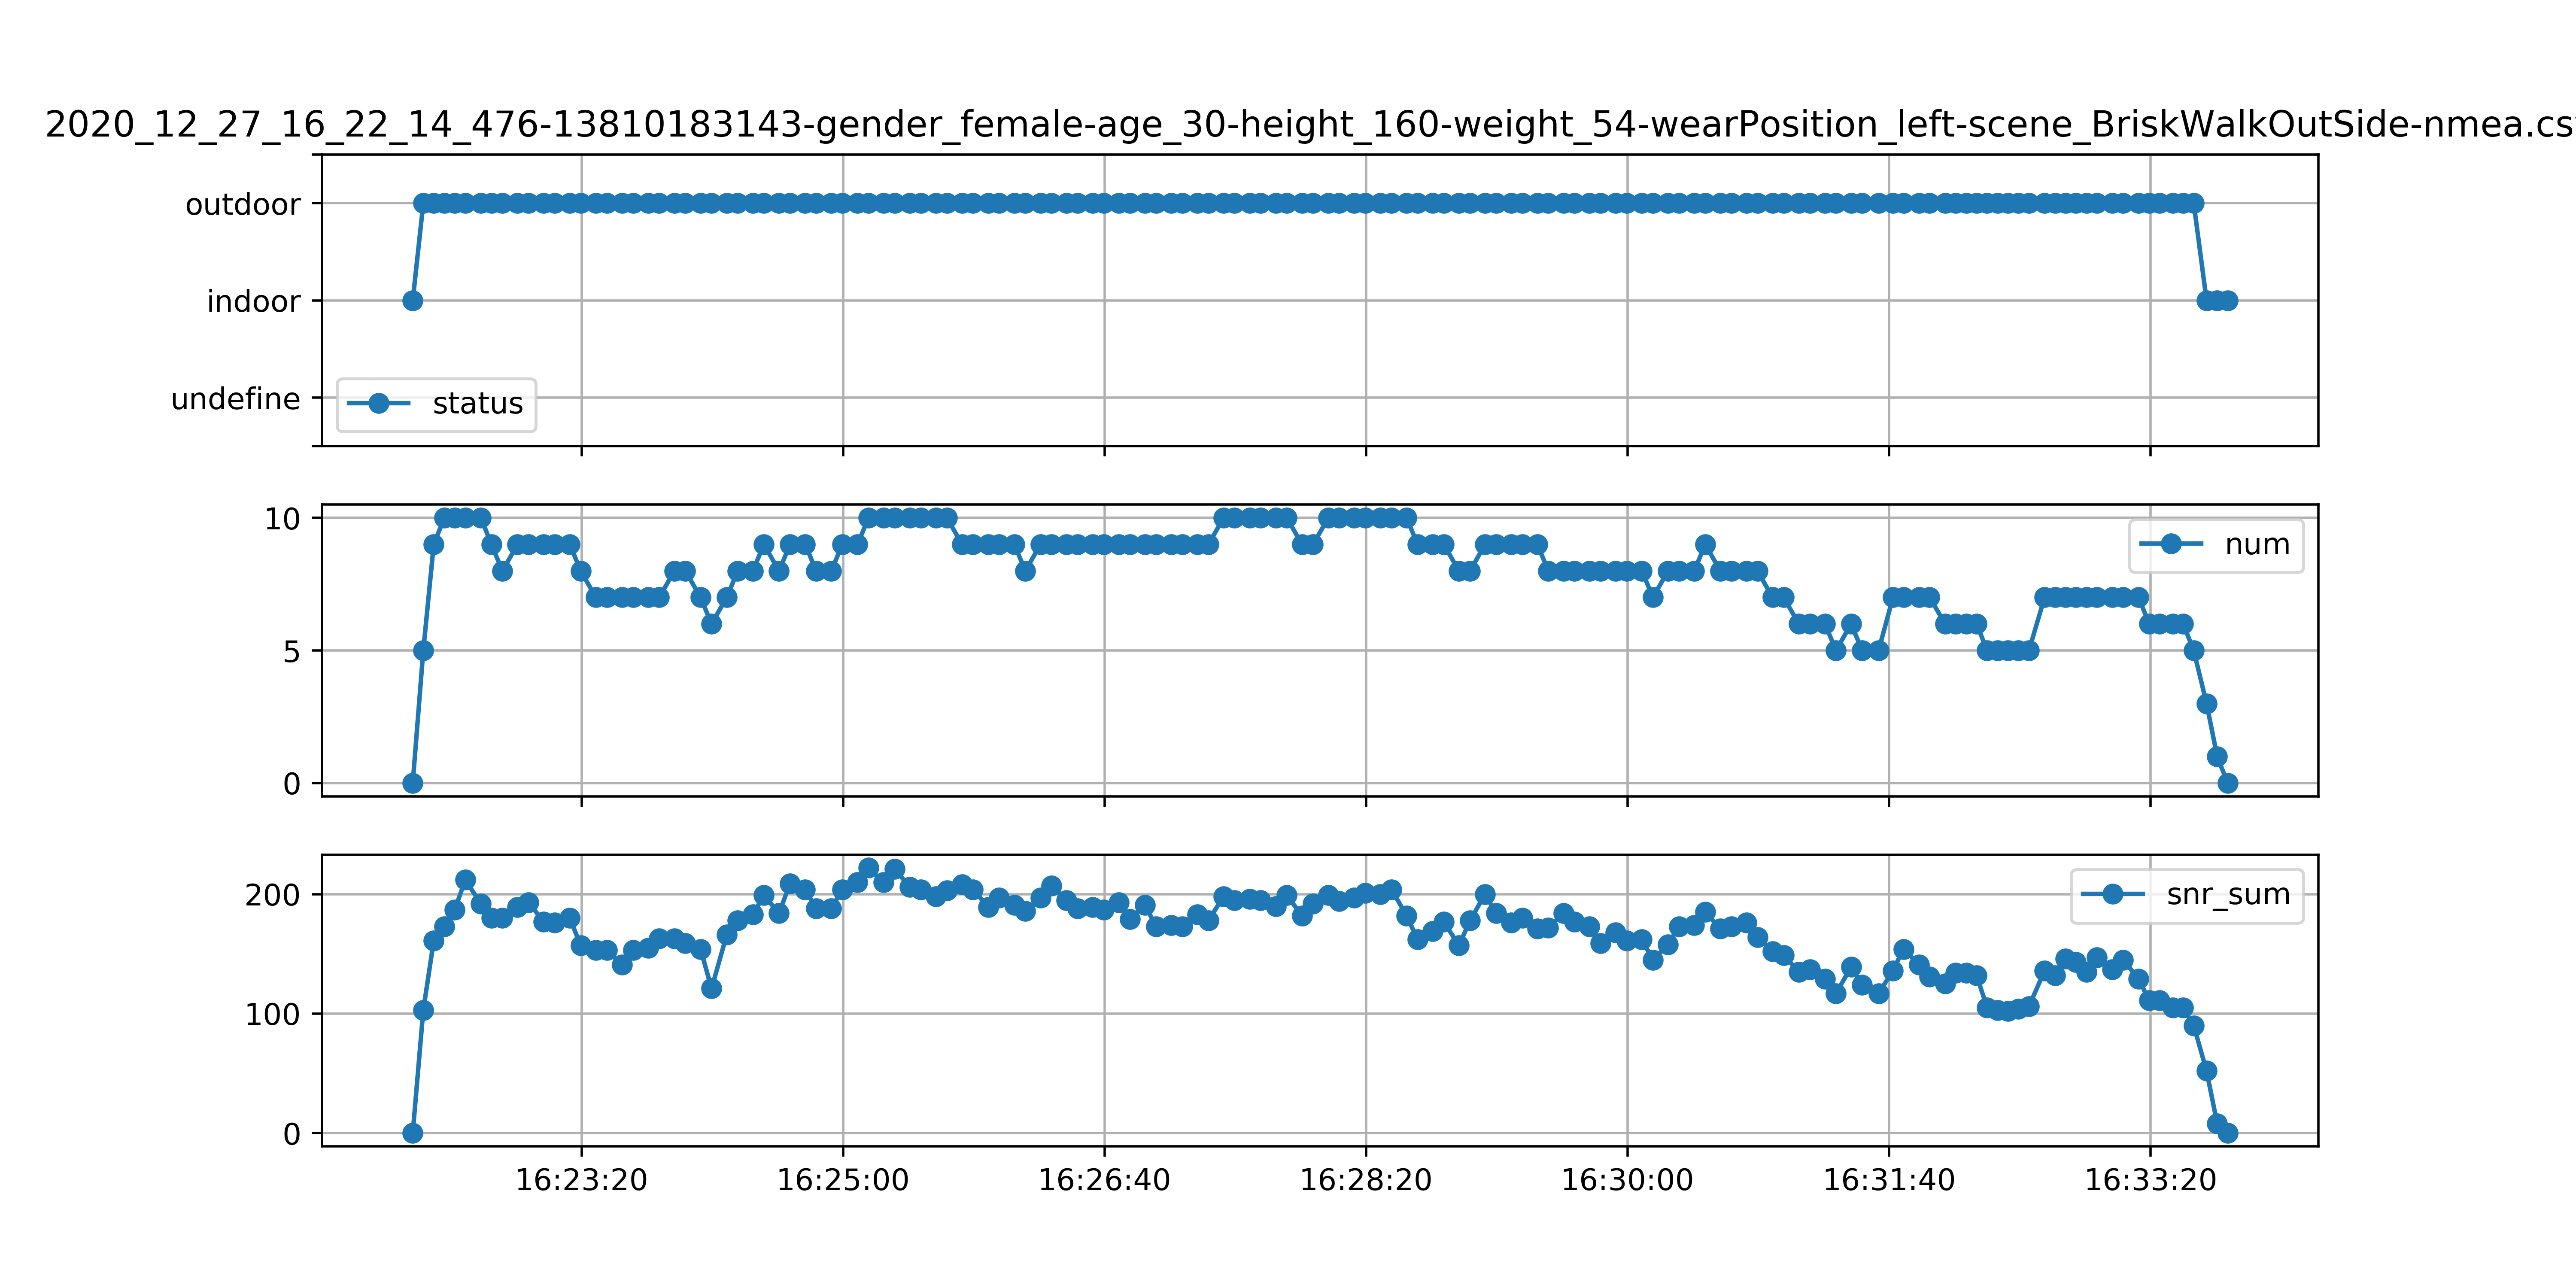 2020_12_27_16_22_14_476-13810183143-gender_female-age_30-height_160-weight_54-wearPosition_left-scene_BriskWalkOutSide-nmea.cs
outdoor
indoor
undefine
status
10
5
0
num
200
100
0
snr_sum
16:23:20 16:25:00 16:26:40 16:28:20 16:30:00 16:31:40 16:33:20